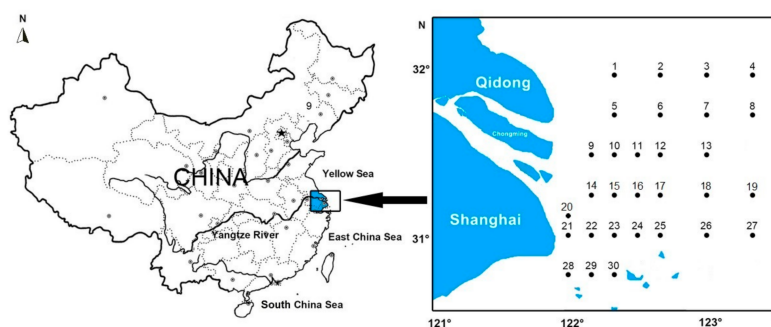 N
9
CHINA
Yellow Sea
Yangtze River
East China Sea
South China Sea
N
32°
31°
Qidong
Chongming
Shanghai
1 2 3 4
5 6 7 8
9 10 11 12 13
14 15 16 17 18 19
20
21 22 23 24 25 26 27
28 29 30
121° 122° 123°